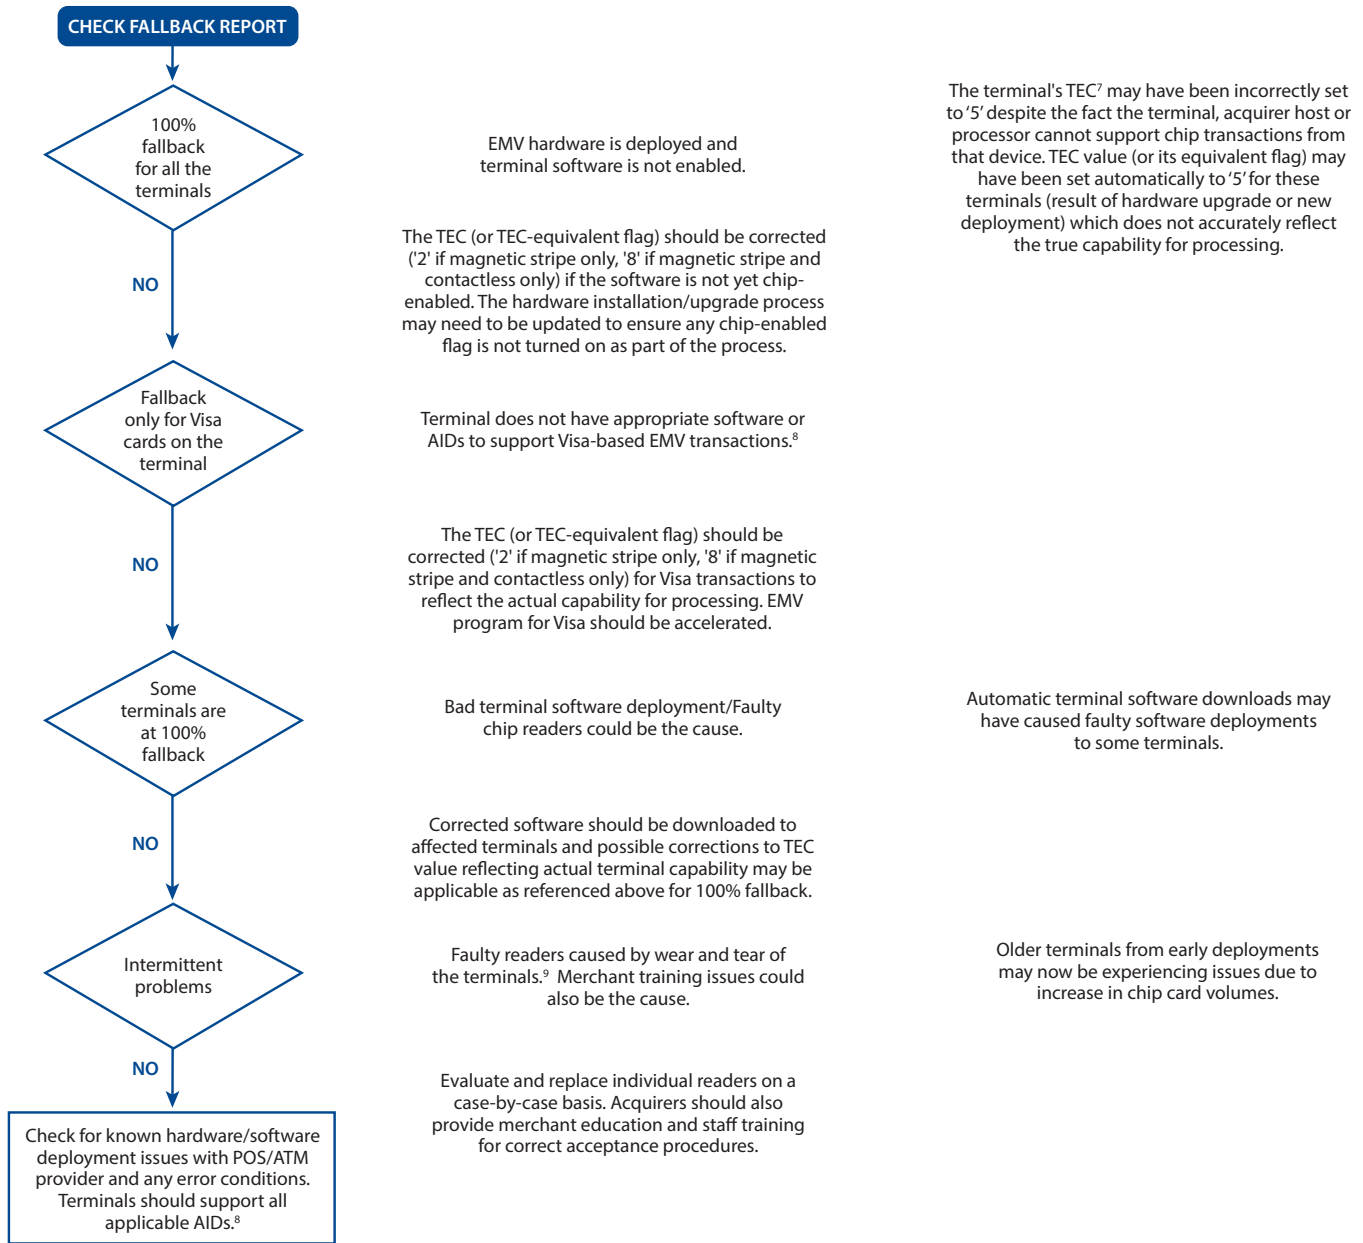 CHECK FALLBACK REPORT
100%
fallback
for all the
terminals
EMV hardware is deployed and
terminal software is not enabled.
The terminal's TEC⁷ may have been incorrectly set
to ‘5’ despite the fact the terminal, acquirer host or
processor cannot support chip transactions from
that device. TEC value (or its equivalent flag) may
have been set automatically to ‘5’ for these
terminals (result of hardware upgrade or new
deployment) which does not accurately reflect
the true capability for processing.
The TEC (or TEC-equivalent flag) should be corrected
('2' if magnetic stripe only, '8' if magnetic stripe and
contactless only) if the software is not yet chip-
enabled. The hardware installation/upgrade process
may need to be updated to ensure any chip-enabled
flag is not turned on as part of the process.
NO
Fallback
only for Visa
cards on the
terminal
Terminal does not have appropriate software or
AIDs to support Visa-based EMV transactions.⁸
The TEC (or TEC-equivalent flag) should be
corrected ('2' if magnetic stripe only, '8' if magnetic
stripe and contactless only) for Visa transactions to
reflect the actual capability for processing. EMV
program for Visa should be accelerated.
NO
Some
terminals are
at 100%
fallback
Bad terminal software deployment/Faulty
chip readers could be the cause.
Automatic terminal software downloads may
have caused faulty software deployments
to some terminals.
Corrected software should be downloaded to
affected terminals and possible corrections to TEC
value reflecting actual terminal capability may be
applicable as referenced above for 100% fallback.
NO
Intermittent
problems
Faulty readers caused by wear and tear of
the terminals.⁹ Merchant training issues could
also be the cause.
Older terminals from early deployments
may now be experiencing issues due to
increase in chip card volumes.
NO
Evaluate and replace individual readers on a
case-by-case basis. Acquirers should also
provide merchant education and staff training
for correct acceptance procedures.
Check for known hardware/software
deployment issues with POS/ATM
provider and any error conditions.
Terminals should support all
applicable AIDs.⁸